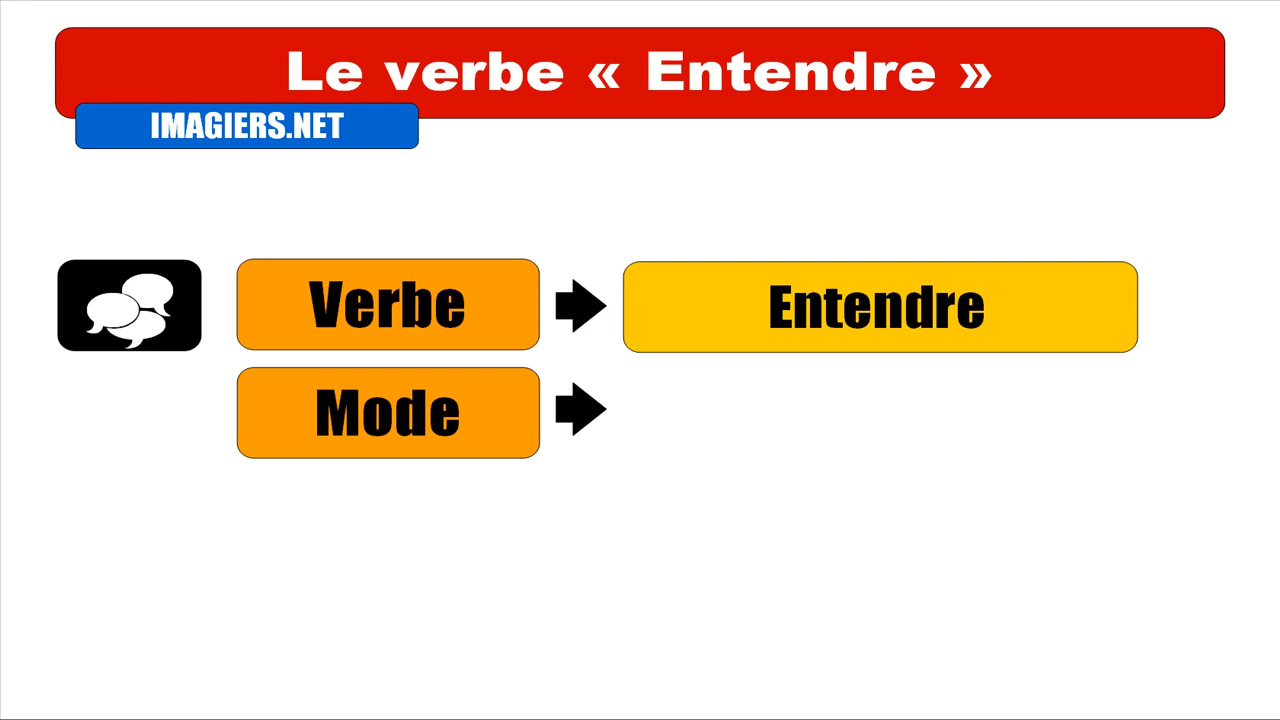 Le verbe « Entendre »
IMAGIERS.NET
Verbe
Entendre
Mode